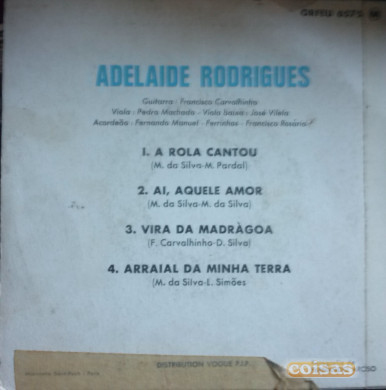 ADELAIDE RODRIGUES
Guitarra : Francisco Carvalhinho
Viola : Pedro Machado - Viola baixo : José Vilela
Acordeão : Fernando Manuel - Ferrinhos : Francisco Rosário
1. A ROLA CANTOU
(M. da Silva-M. Pardal)
2. AI, AQUELE AMOR
(M. da Silva-M. da Silva)
3. VIRA DA MADRÀGOA
(F. Carvalhinho-D. Silva)
4. ARRAIAL DA MINHA TERRA
(M. da Silva-E. Simões
DISTRIBUTION VOGUE P.I.P.
coisas